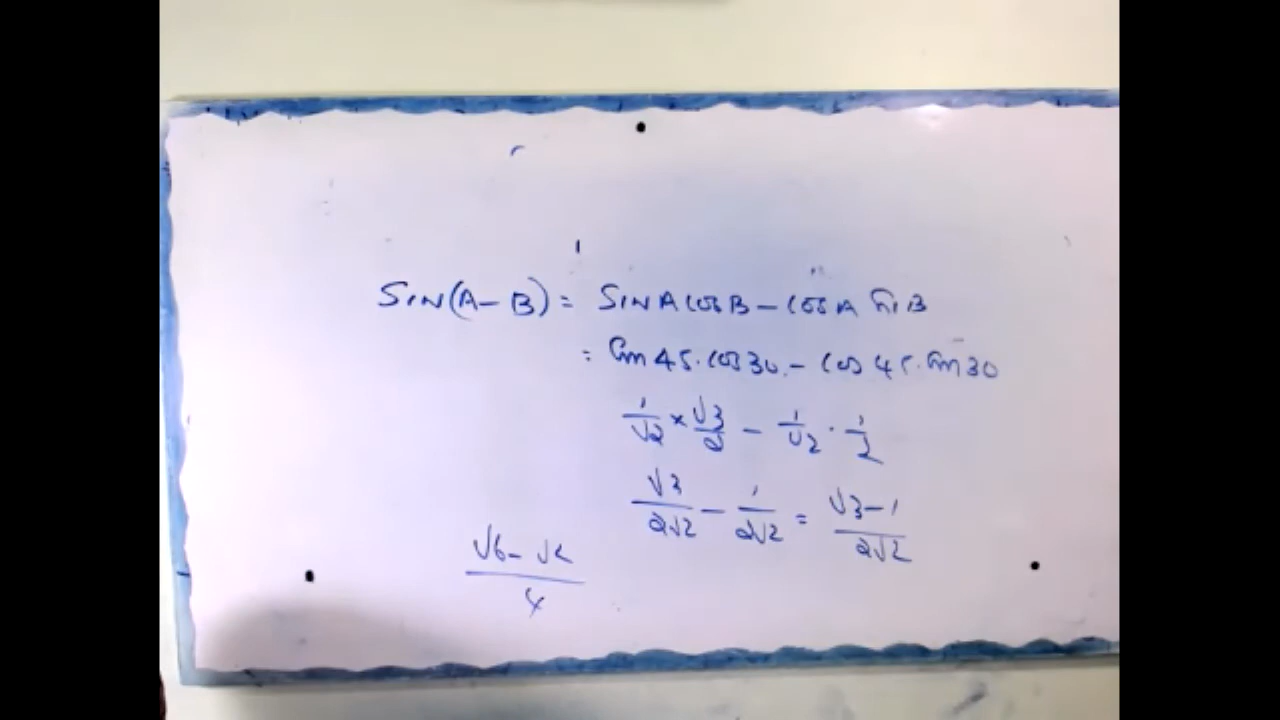 Sin(A-B) = SinA cosB - cosA sinB
= Sin 45. cos 30. - cos 45. sin 30
1/√2 × √3/2 - 1/√2 · 1/2
√3/2√2 - 1/2√2 = √3-1/2√2
√6-√2/4